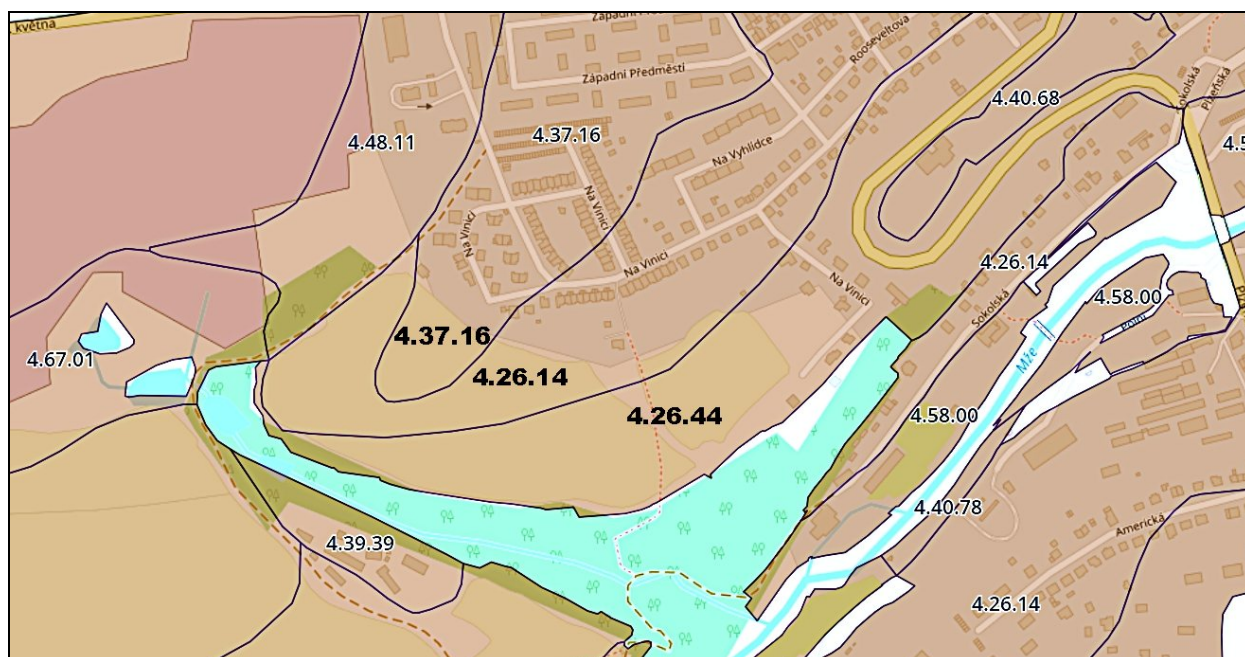 května
Západní Předměstí
Rooseveltova
Sokolská
Plzeňská
4.40.68
4.48.11
4.37.16
Na Vyhlídce
Na Vinici
Na Vinici
Na Vinici
Na Vinici
4.26.14
Sokolská
4.58.00
Polní
Mže
4.67.01
4.37.16
4.26.14
4.26.44
4.58.00
4.40.78
Americká
4.39.39
4.26.14